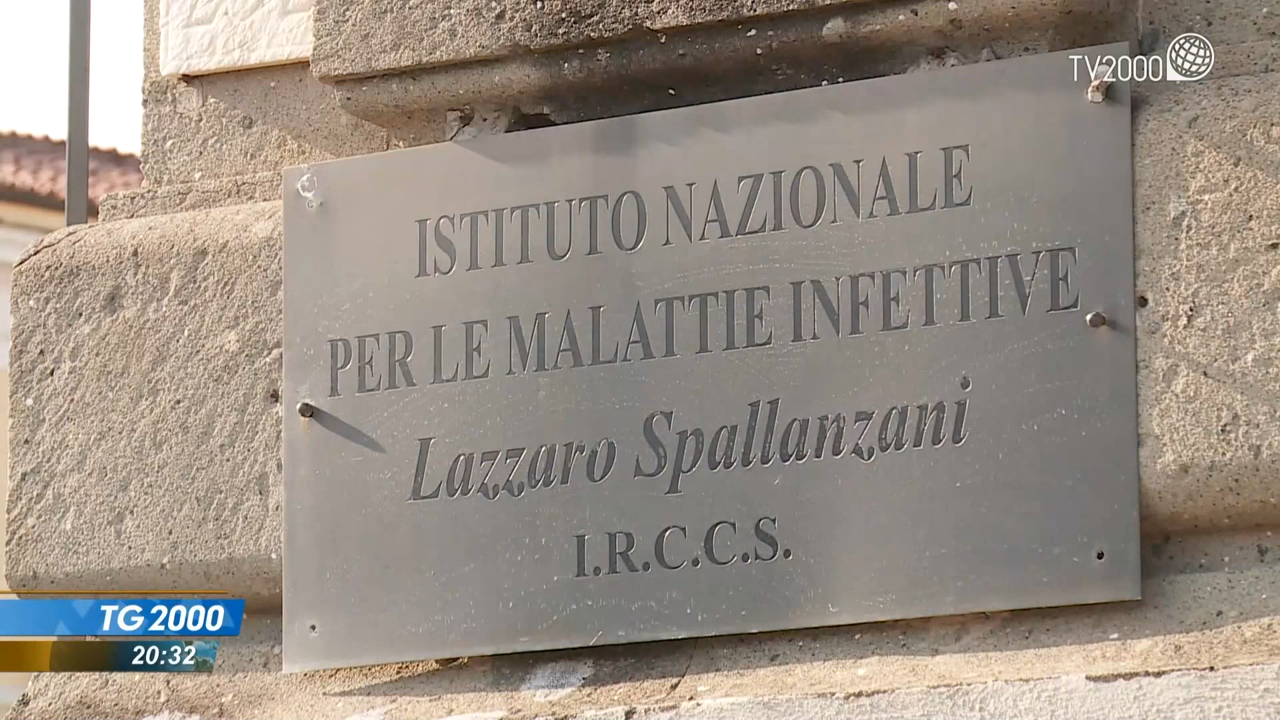 TV2000
ISTITUTO NAZIONALE
PER LE MALATTIE INFETTIVE
Lazzaro Spallanzani
I.R.C.C.S.
TG 2000
20:32